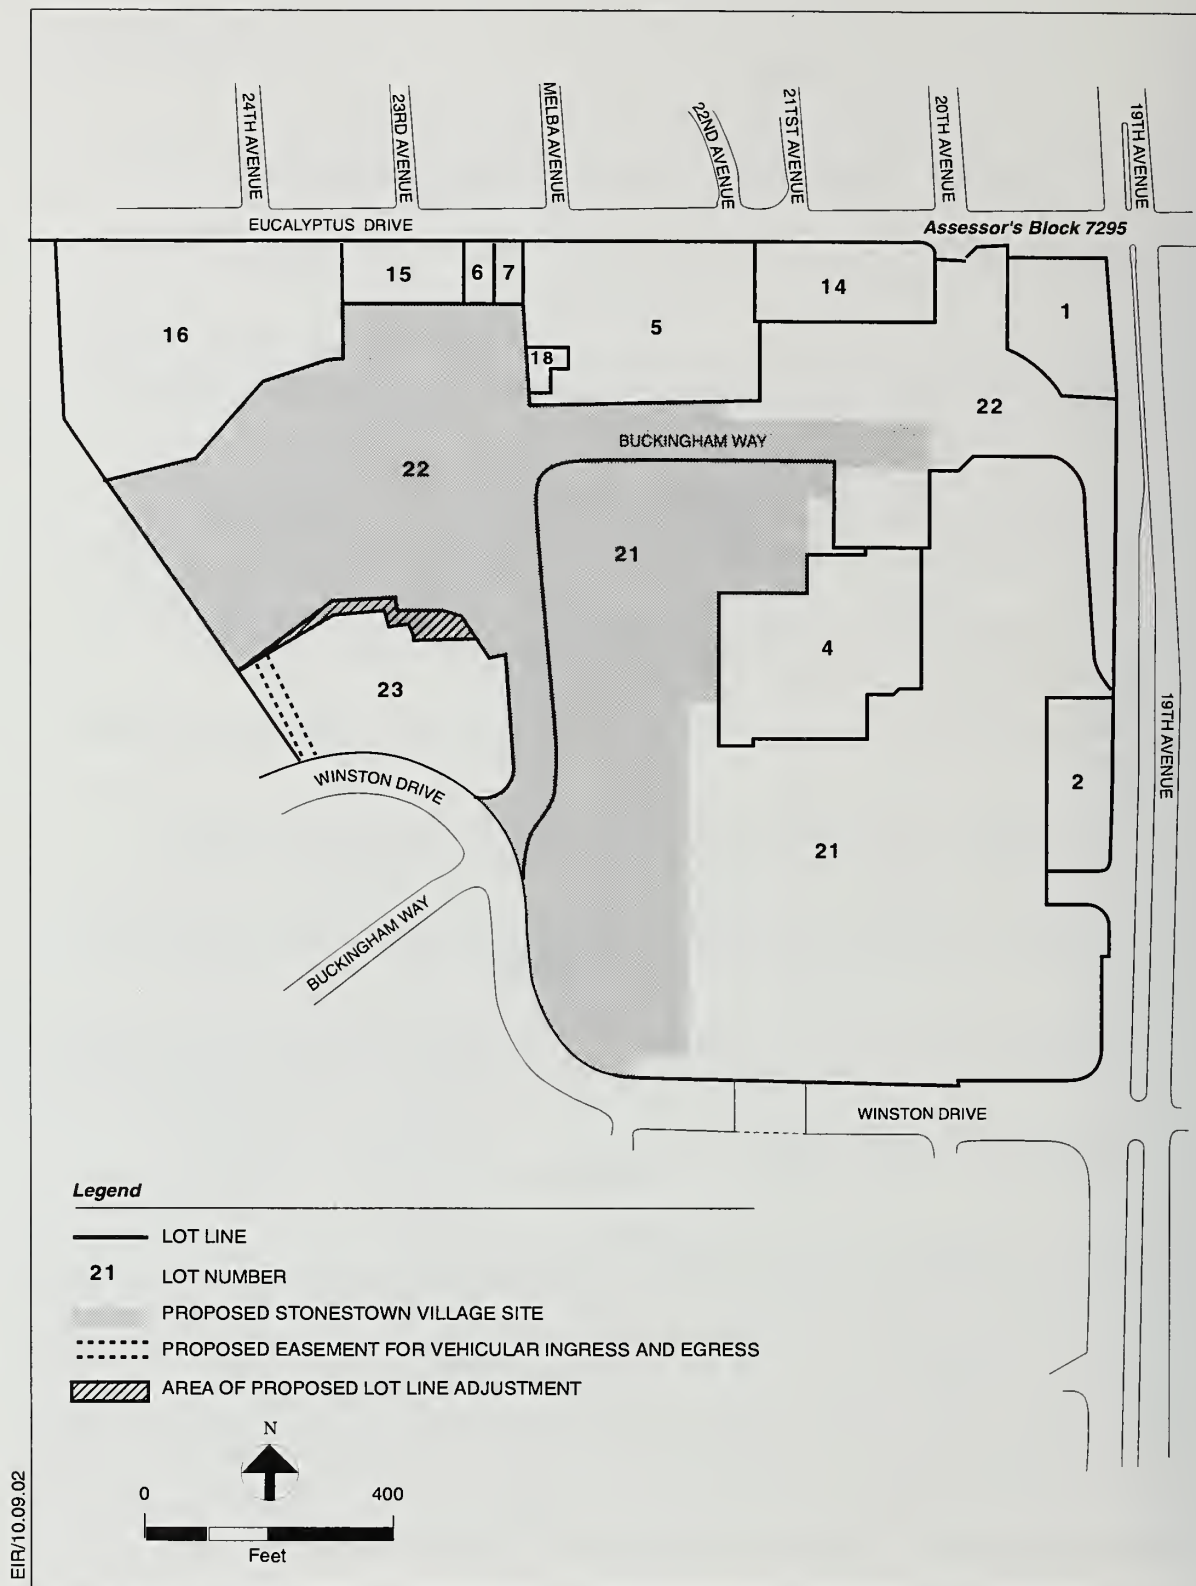 24TH AVENUE
23RD AVENUE
MELBA AVENUE
22ND AVENUE
21TST AVENUE
20TH AVENUE
19TH AVENUE
EUCALYPTUS DRIVE
Assessor's Block 7295
15
6
7
14
1
16
5
18
22
BUCKINGHAM WAY
22
21
4
23
19TH AVENUE
2
WINSTON DRIVE
21
BUCKINGHAM WAY
WINSTON DRIVE
Legend
LOT LINE
21 LOT NUMBER
PROPOSED STONESTOWN VILLAGE SITE
PROPOSED EASEMENT FOR VEHICULAR INGRESS AND EGRESS
AREA OF PROPOSED LOT LINE ADJUSTMENT
N
0 400
Feet
EIR/10.09.02